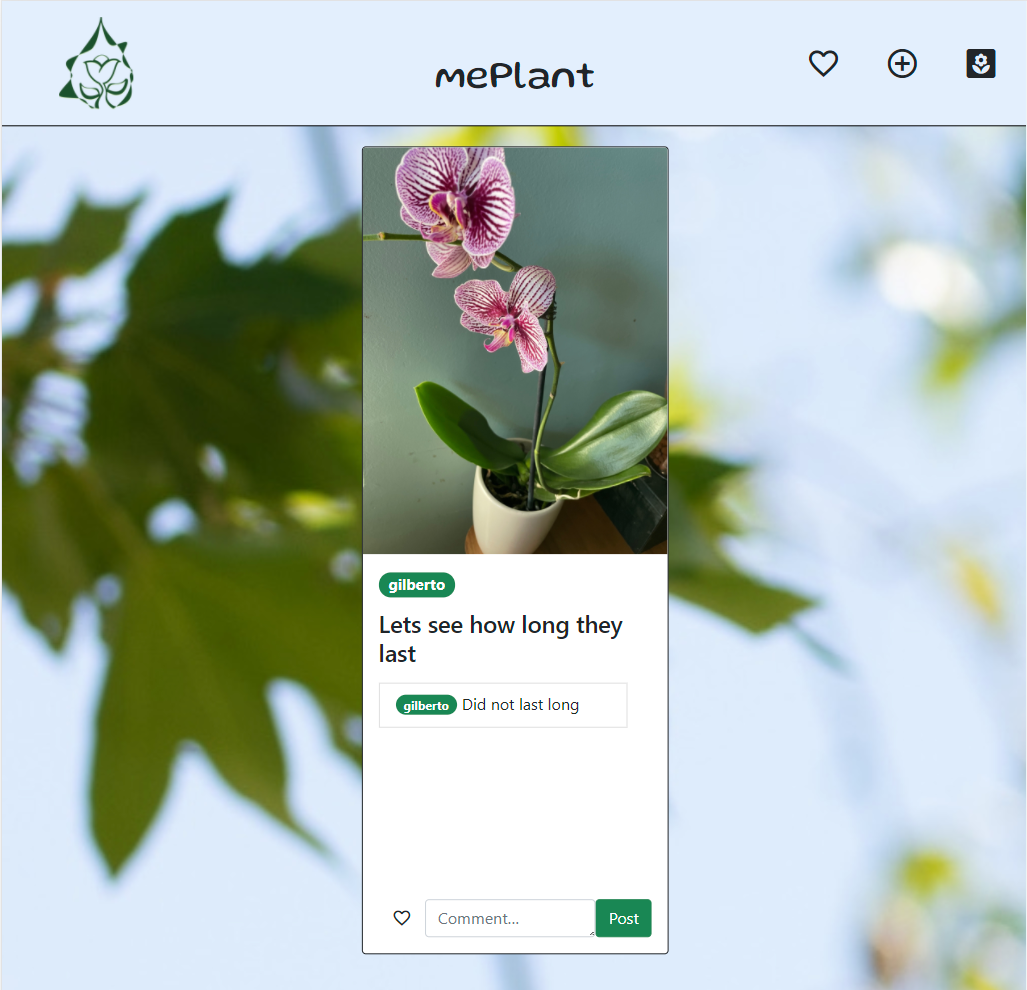 mePlant
gilberto
Lets see how long they
last
gilberto Did not last long
Comment...
Post